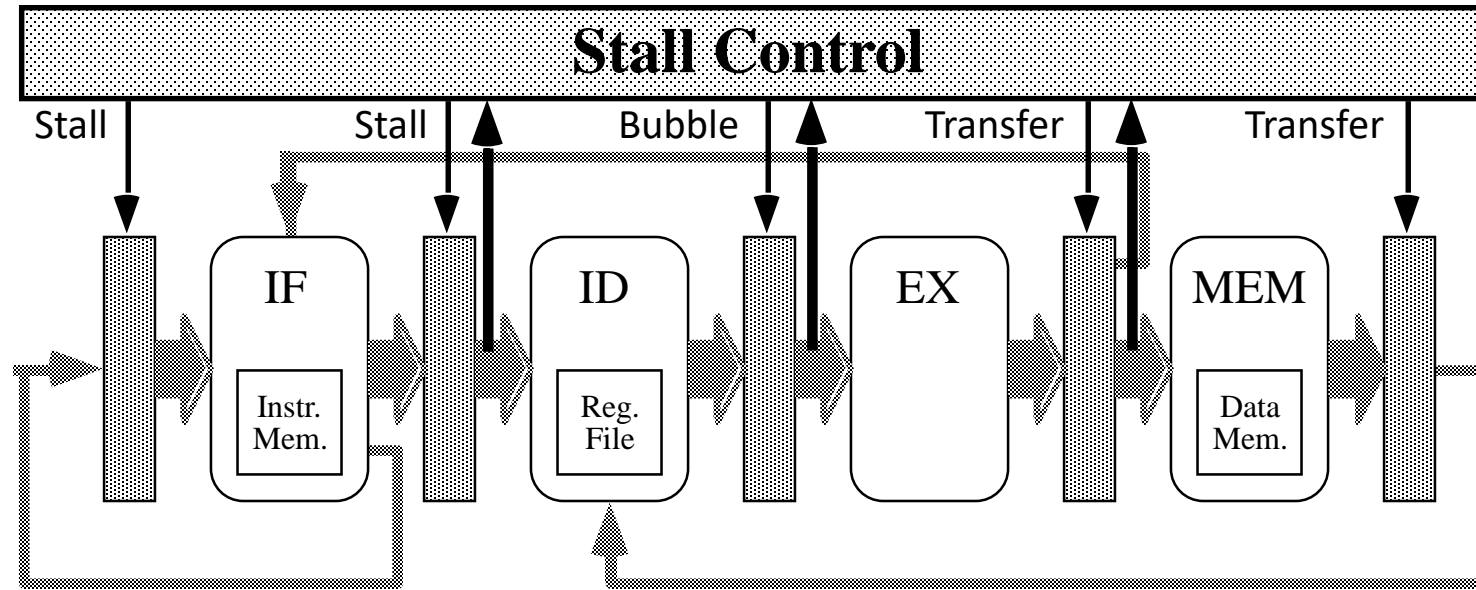 Stall Control
Stall
Stall
Bubble
Transfer
Transfer
IF
ID
EX
MEM
Instr.
Mem.
Reg.
File
Data
Mem.